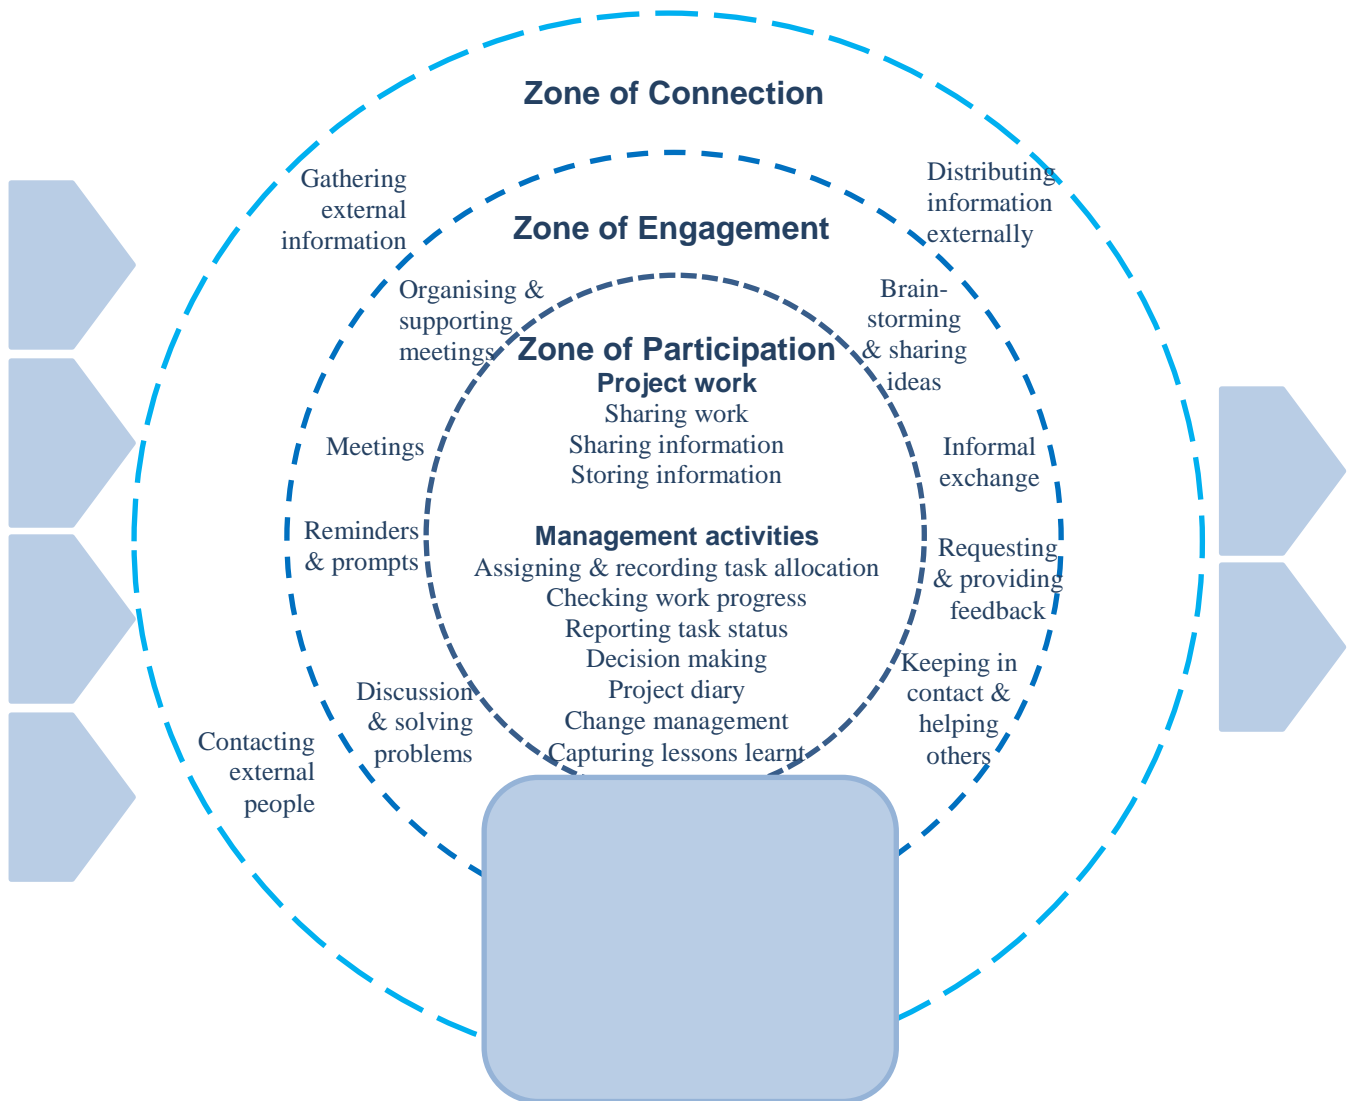 Zone of Connection
Gathering
external
information
Distributing
information
externally
Zone of Engagement
Organising &
supporting
meetings
Brain-
storming
& sharing
ideas
Zone of Participation
Project work
Sharing work
Sharing information
Storing information
Meetings
Informal
exchange
Reminders
& prompts
Management activities
Assigning & recording task allocation
Checking work progress
Reporting task status
Decision making
Project diary
Change management
Capturing lessons learnt
Requesting
& providing
feedback
Discussion
& solving
problems
Keeping in
contact &
helping
others
Contacting
external
people